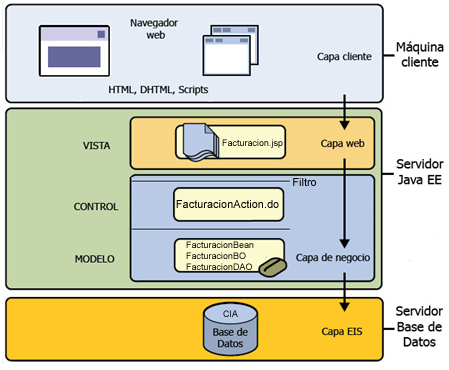 Navegador
web
Capa cliente
HTML, DHTML, Scripts
Máquina
cliente
VISTA
Facturacion.jsp
Capa web
Servidor
Java EE
Filtro
CONTROL
FacturacionAction.do
MODELO
FacturacionBean
FacturacionBO
FacturacionDAO
Capa de negocio
CIA
Base de
Datos
Capa EIS
Servidor
Base de
Datos